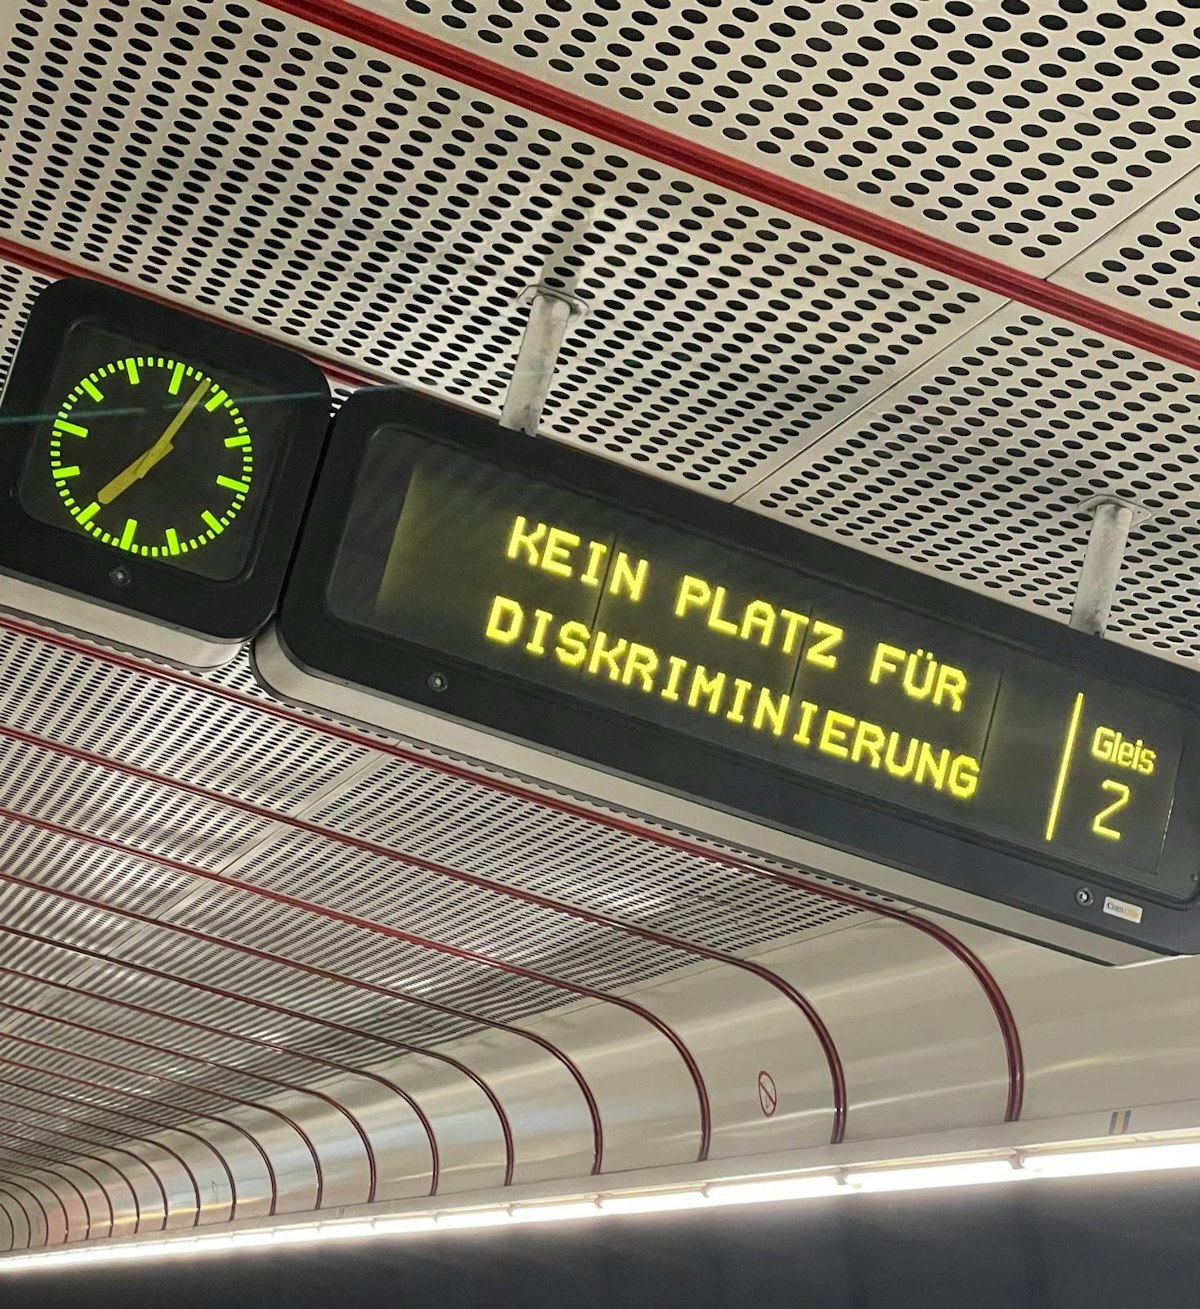 KEIN PLATZ FÜR
DISKRIMINIERUNG
Gleis
2